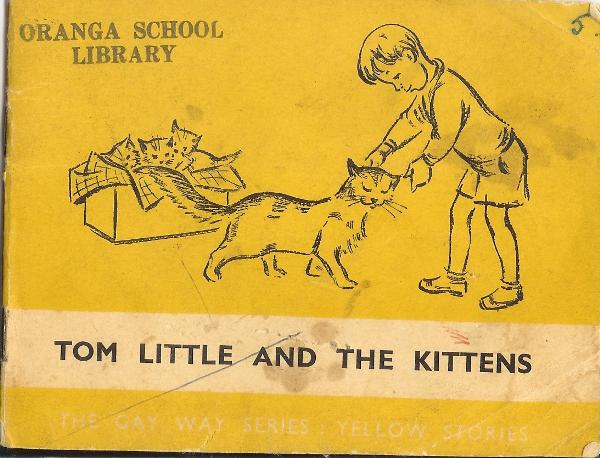 ORANGA SCHOOL
LIBRARY
5.
TOM LITTLE AND THE KITTENS
THE GAY WAY SERIES : YELLOW STORIES